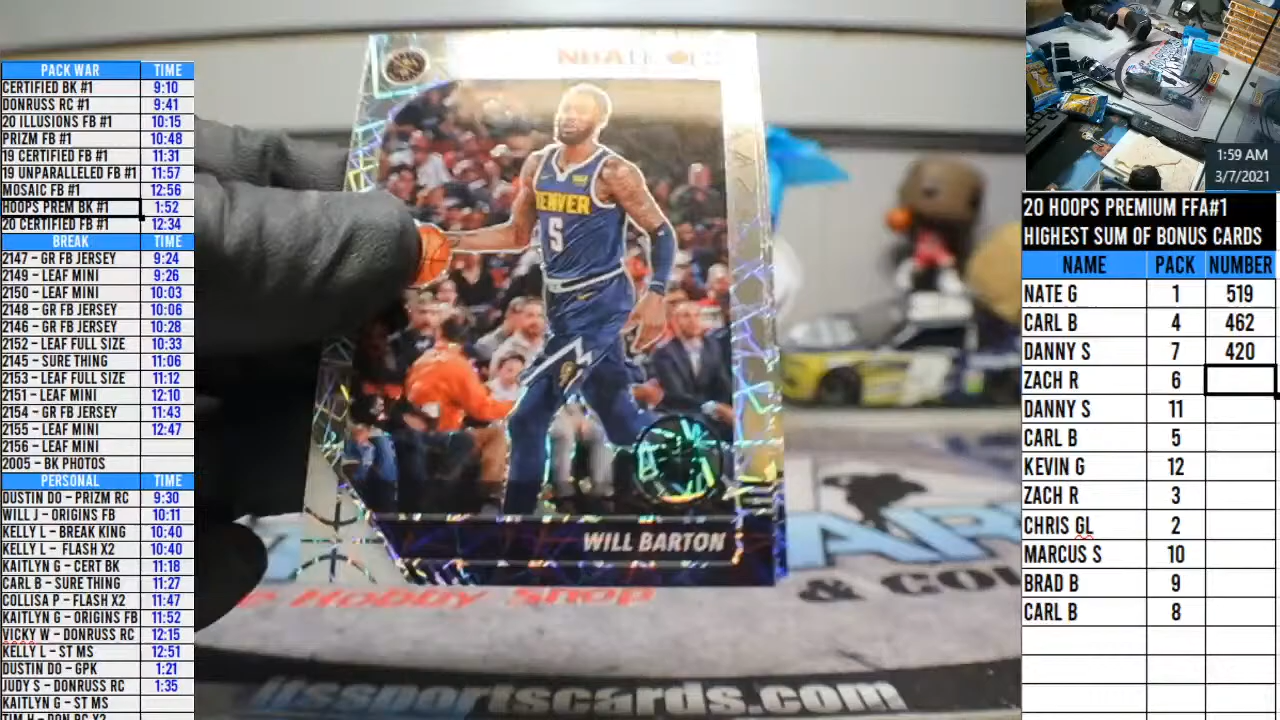 PACK WAR TIME
CERTIFIED BK #1 9:10
DONRUSS RC #1 9:41
20 ILLUSIONS FB #1 10:15
PRIZM FB #1 10:48
19 CERTIFIED FB #1 11:31
19 UNPARALLELED FB #1 11:57
MOSAIC FB #1 12:56
HOOPS PREM BK #1 1:52
20 CERTIFIED FB #1 12:34
BREAK TIME
2147 - GR FB JERSEY 9:24
2149 - LEAF MINI 9:26
2150 - LEAF MINI 10:03
2148 - GR FB JERSEY 10:06
2146 - GR FB JERSEY 10:28
2152 - LEAF FULL SIZE 10:33
2145 - SURE THING 11:06
2153 - LEAF FULL SIZE 11:12
2151 - LEAF MINI 12:10
2154 - GR FB JERSEY 11:43
2155 - LEAF MINI 12:47
2156 - LEAF MINI
2005 - BK PHOTOS
PERSONAL TIME
DUSTIN DO - PRIZM RC 9:30
WILL J - ORIGINS FB 10:11
KELLY L - BREAK KING 10:40
KELLY L - FLASH X2 10:40
KAITLYN G - CERT BK 11:18
CARL B - SURE THING 11:27
COLLISA P - FLASH X2 11:47
KAITLYN G - ORIGINS FB 11:52
VICKY W - DONRUSS RC 12:15
KELLY L - ST MS 12:51
DUSTIN DO - GPK 1:21
JUDY S - DONRUSS RC 1:35
KAITLYN G - ST MS
TIM H - DON RC X2
NBA HOOPS
DENVER
5
WILL BARTON
& CO
Hobby Shop
jtssportscards.com
1:59 AM
3/7/2021
20 HOOPS PREMIUM FFA#1
HIGHEST SUM OF BONUS CARDS
NAME PACK NUMBER
NATE G 1 519
CARL B 4 462
DANNY S 7 420
ZACH R 6
DANNY S 11
CARL B 5
KEVIN G 12
ZACH R 3
CHRIS GL 2
MARCUS S 10
BRAD B 9
CARL B 8